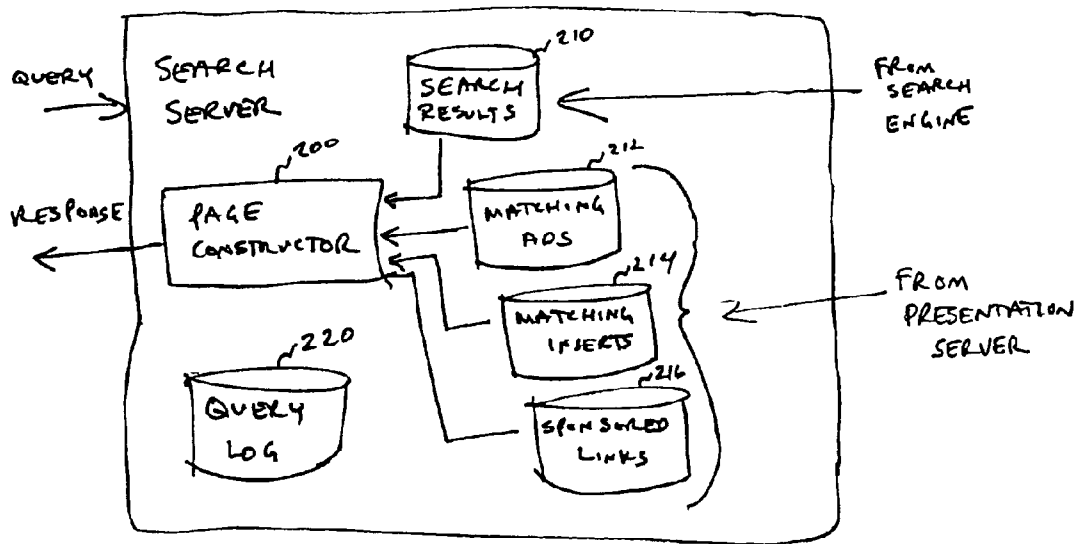 QUERY
SEARCH
SERVER
210
SEARCH
RESULTS
FROM
SEARCH
ENGINE
200
PAGE
CONSTRUCTOR
RESPONSE
212
MATCHING
ADS
214
MATCHING
INSERTS
FROM
PRESENTATION
SERVER
216
SPONSORED
LINKS
220
QUERY
LOG